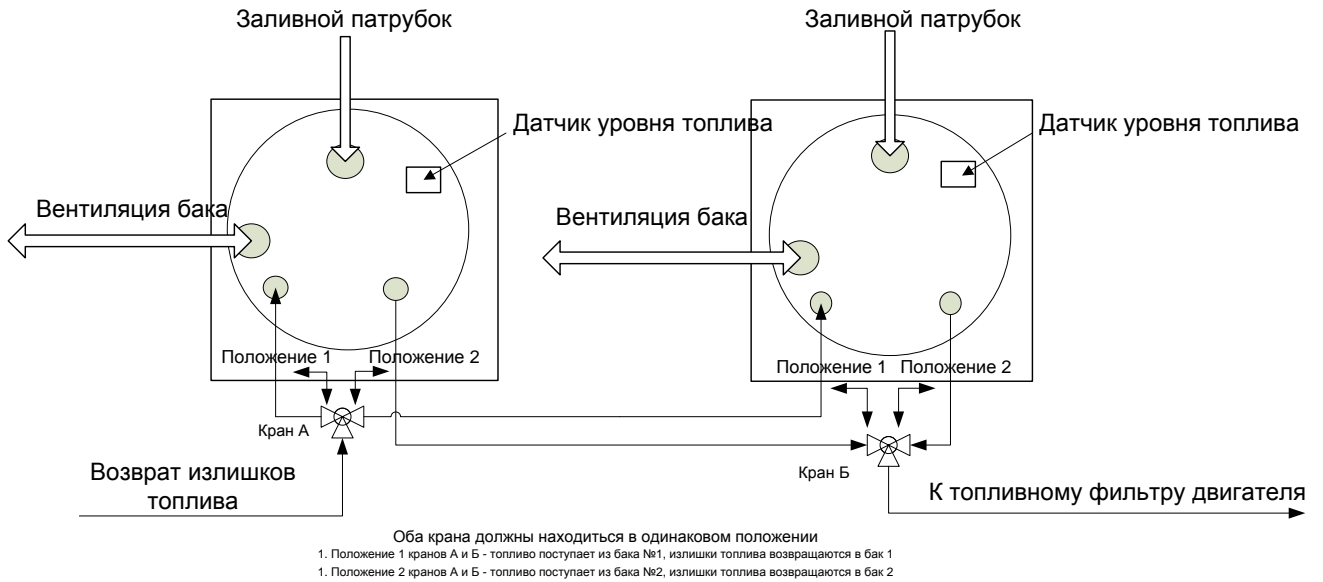 Заливной патрубок
Заливной патрубок
Датчик уровня топлива
Датчик уровня топлива
Вентиляция бака
Вентиляция бака
Положение 1
Положение 2
Положение 1
Положение 2
Кран А
Кран Б
Возврат излишков
топлива
К топливному фильтру двигателя
Оба крана должны находиться в одинаковом положении
1. Положение 1 кранов А и Б - топливо поступает из бака №1, излишки топлива возвращаются в бак 1
1. Положение 2 кранов А и Б - топливо поступает из бака №2, излишки топлива возвращаются в бак 2